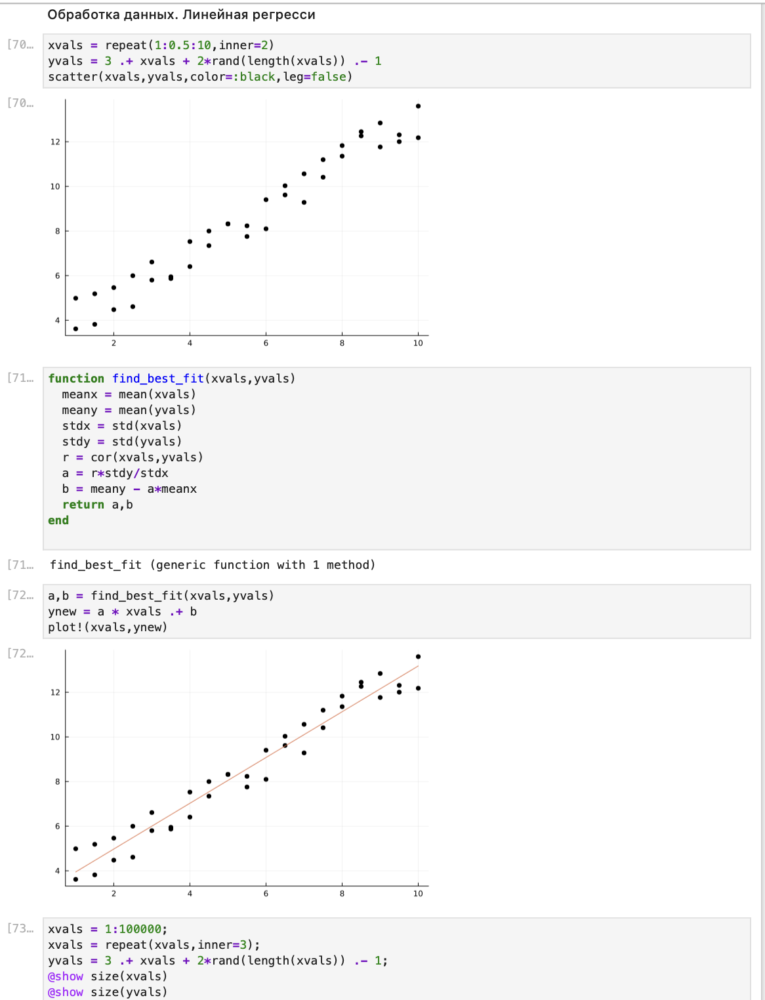 Обработка данных. Линейная регресси
[70...
xvals = repeat(1:0.5:10,inner=2)
yvals = 3 .+ xvals + 2*rand(length(xvals)) .- 1
scatter(xvals,yvals,color=:black,leg=false)
[70...
12
10
8
6
4
2 4 6 8 10
[71...
function find_best_fit(xvals,yvals)
meanx = mean(xvals)
meany = mean(yvals)
stdx = std(xvals)
stdy = std(yvals)
r = cor(xvals,yvals)
a = r*stdy/stdx
b = meany - a*meanx
return a,b
end
[71... find_best_fit (generic function with 1 method)
[72...
a,b = find_best_fit(xvals,yvals)
ynew = a * xvals .+ b
plot!(xvals,ynew)
[72...
12
10
8
6
4
2 4 6 8 10
[73...
xvals = 1:100000;
xvals = repeat(xvals,inner=3);
yvals = 3 .+ xvals + 2*rand(length(xvals)) .- 1;
@show size(xvals)
@show size(yvals)